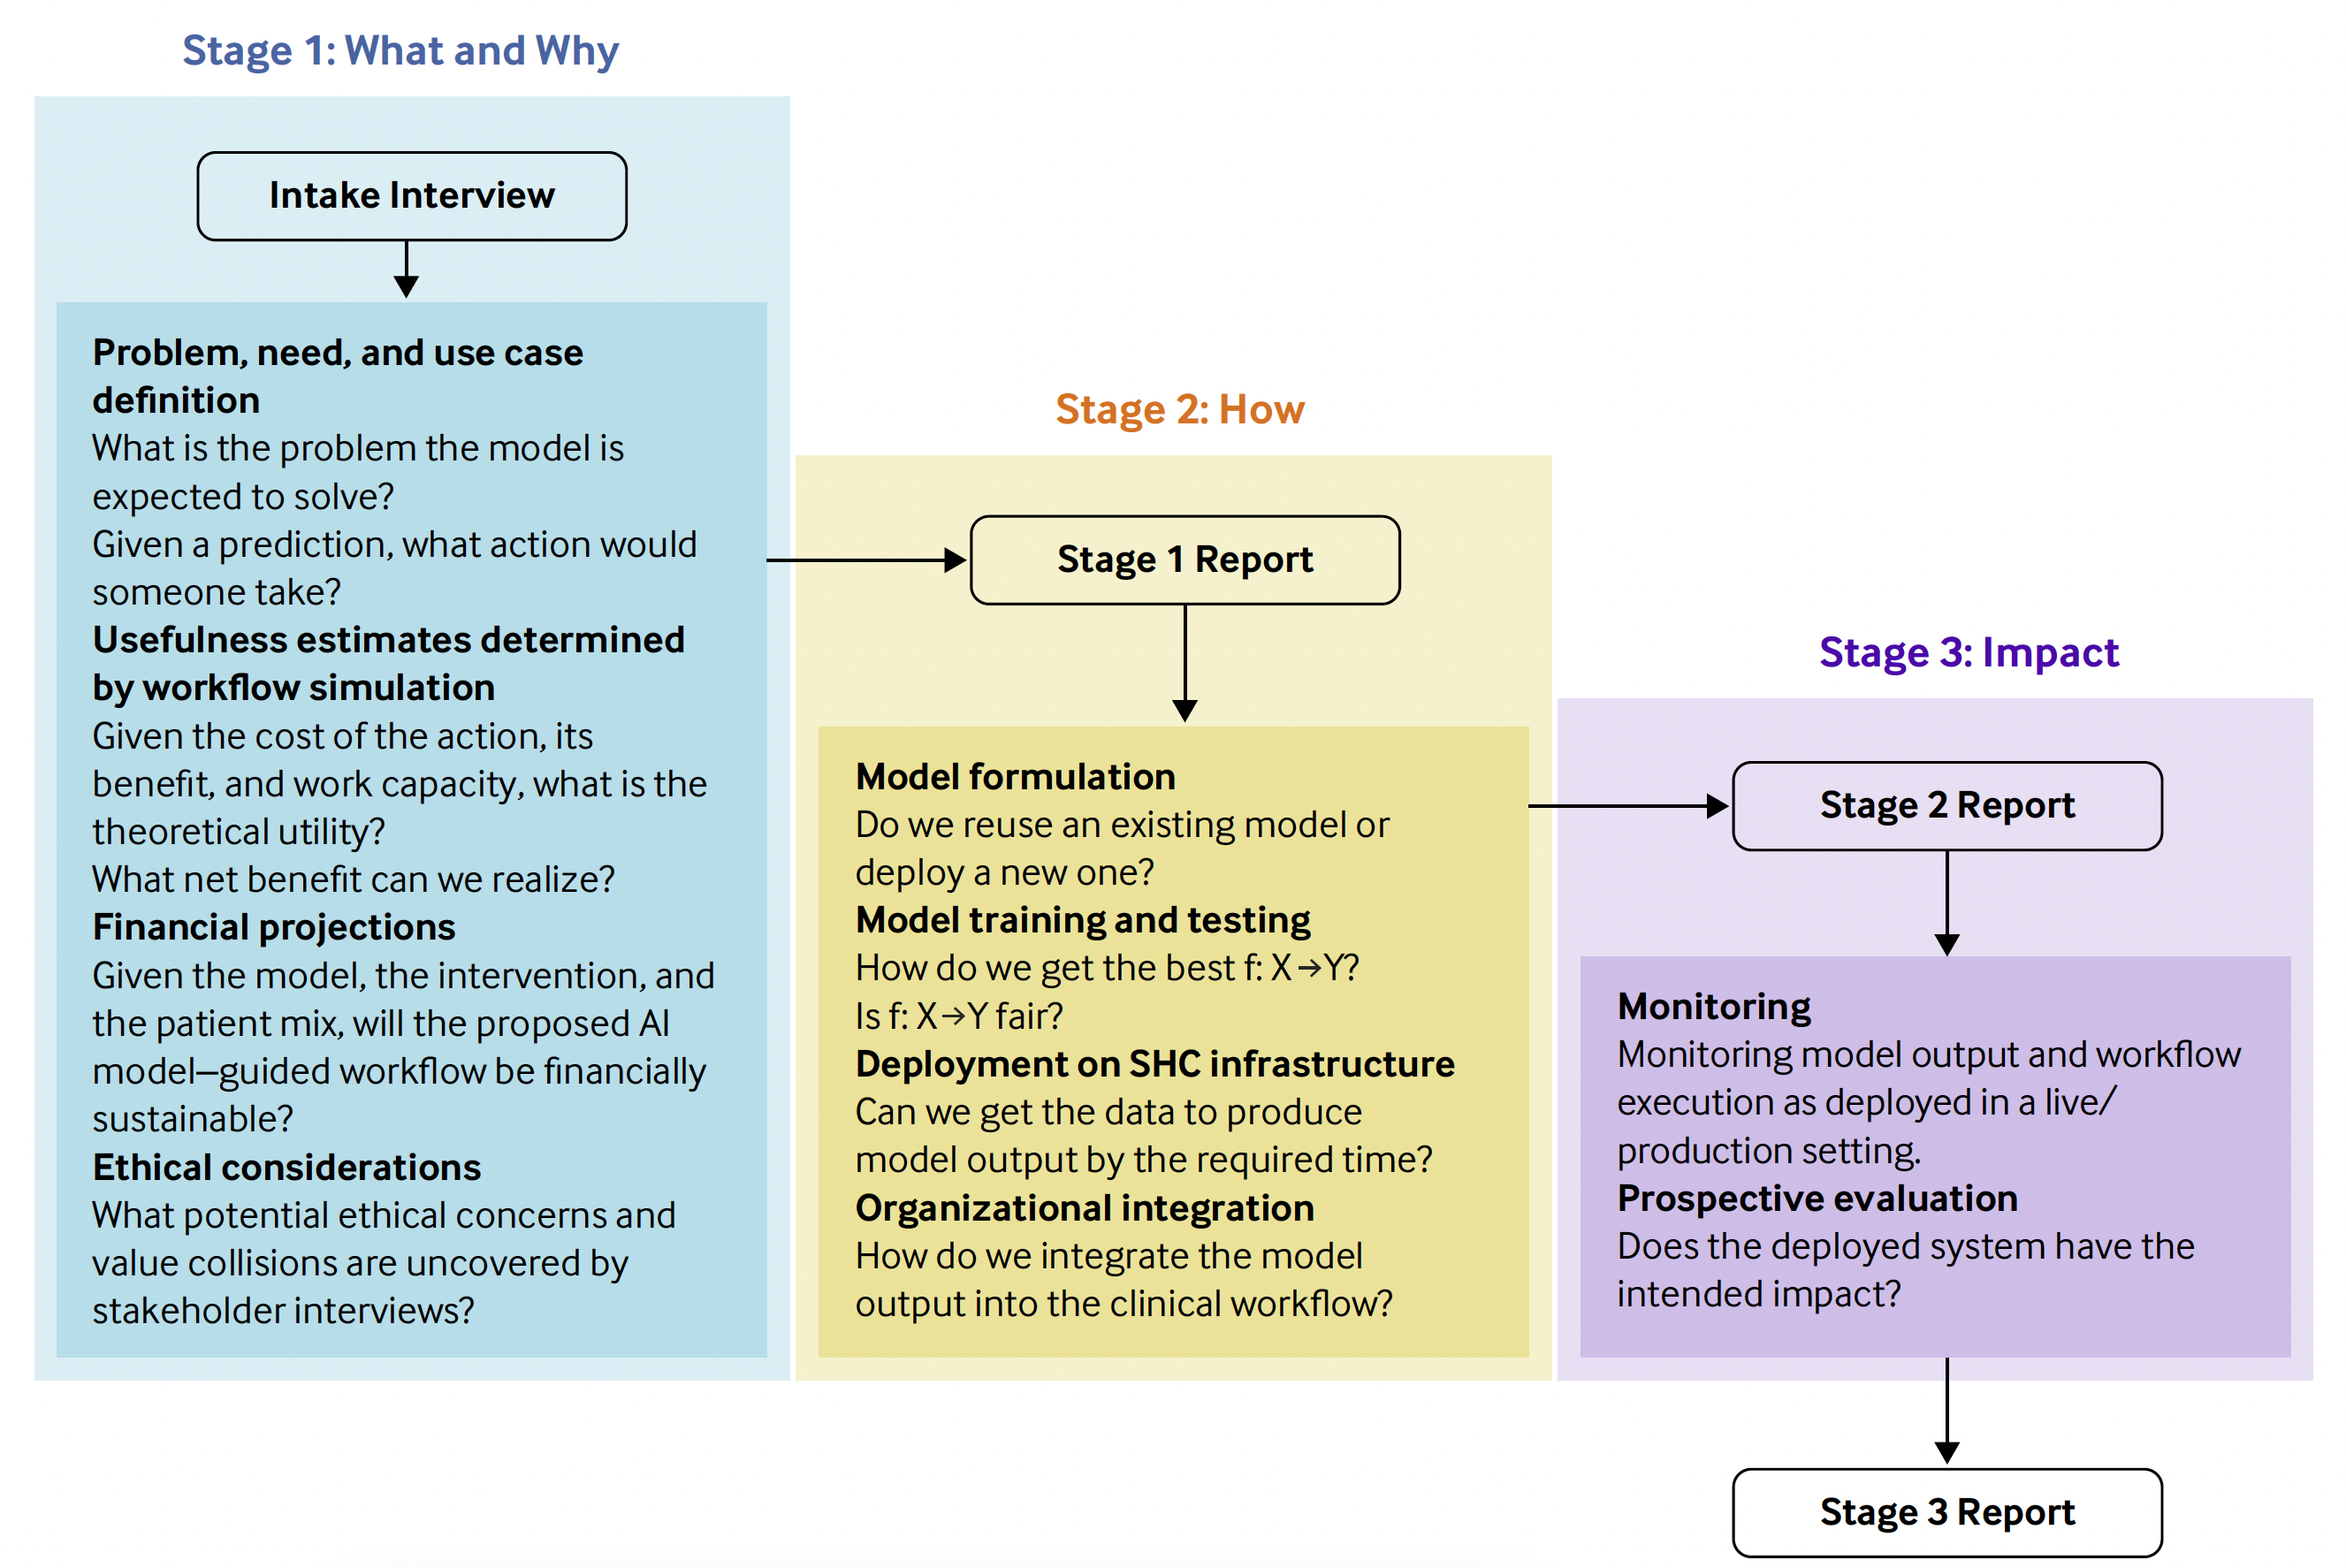 Stage 1: What and Why
Intake Interview
Problem, need, and use case
definition
What is the problem the model is
expected to solve?
Given a prediction, what action would
someone take?
Usefulness estimates determined
by workflow simulation
Given the cost of the action, its
benefit, and work capacity, what is the
theoretical utility?
What net benefit can we realize?
Financial projections
Given the model, the intervention, and
the patient mix, will the proposed AI
model—guided workflow be financially
sustainable?
Ethical considerations
What potential ethical concerns and
value collisions are uncovered by
stakeholder interviews?
Stage 2: How
Stage 1 Report
Model formulation
Do we reuse an existing model or
deploy a new one?
Model training and testing
How do we get the best f: X→Y?
Is f: X→Y fair?
Deployment on SHC infrastructure
Can we get the data to produce
model output by the required time?
Organizational integration
How do we integrate the model
output into the clinical workflow?
Stage 3: Impact
Stage 2 Report
Monitoring
Monitoring model output and workflow
execution as deployed in a live/
production setting.
Prospective evaluation
Does the deployed system have the
intended impact?
Stage 3 Report